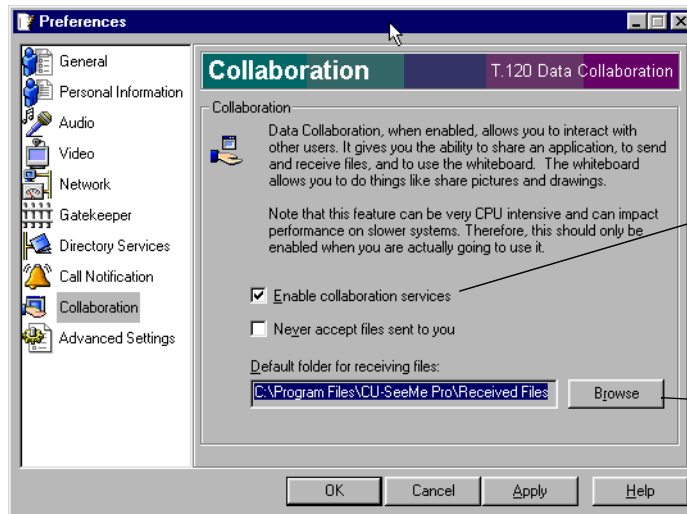 Preferences
General
Personal Information
Audio
Video
Network
Gatekeeper
Directory Services
Call Notification
Collaboration
Advanced Settings
Collaboration
T.120 Data Collaboration
Collaboration
Data Collaboration, when enabled, allows you to interact with
other users. It gives you the ability to share an application, to send
and receive files, and to use the whiteboard. The whiteboard
allows you to do things like share pictures and drawings.
Note that this feature can be very CPU intensive and can impact
performance on slower systems. Therefore, this should only be
enabled when you are actually going to use it.
Enable collaboration services
Never accept files sent to you
Default folder for receiving files:
C:\Program Files\CU-SeeMe Pro\Received Files
Browse
OK
Cancel
Apply
Help